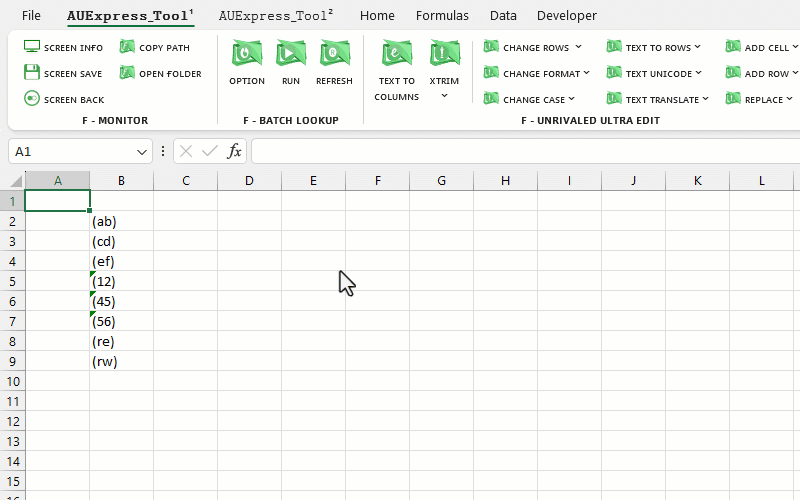 File AUExpress_Tool¹ AUExpress_Tool² Home Formulas Data Developer
SCREEN INFO COPY PATH CHANGE ROWS TEXT TO ROWS ADD CELL
SCREEN SAVE OPEN FOLDER OPTION RUN REFRESH TEXT TO COLUMNS XTRIM CHANGE FORMAT TEXT UNICODE ADD ROW
SCREEN BACK CHANGE CASE TEXT TRANSLATE REPLACE
F - MONITOR F - BATCH LOOKUP F - UNRIVALED ULTRA EDIT
A1 fx
A B C D E F G H I J K L
1
2 (ab)
3 (cd)
4 (ef)
5 (12)
6 (45)
7 (56)
8 (re)
9 (rw)
10
11
12
13
14
15
16